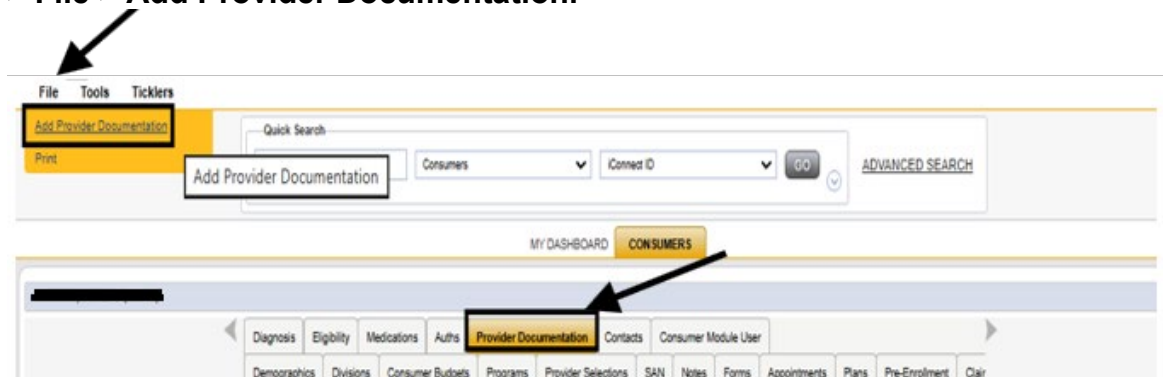 File > Add Provider Documentation.
File Tools Ticklers
Add Provider Documentation
Print
Quick Search
Add Provider Documentation
Consumers
iConnect ID
GO
ADVANCED SEARCH
MY DASHBOARD CONSUMERS
Diagnosis Eligibility Medications Auths Provider Documentation Contacts Consumer Module User
Demographics Divisions Consumer Budgets Programs Provider Selections SAN Notes Forms Appointments Plans Pre-Enrollment